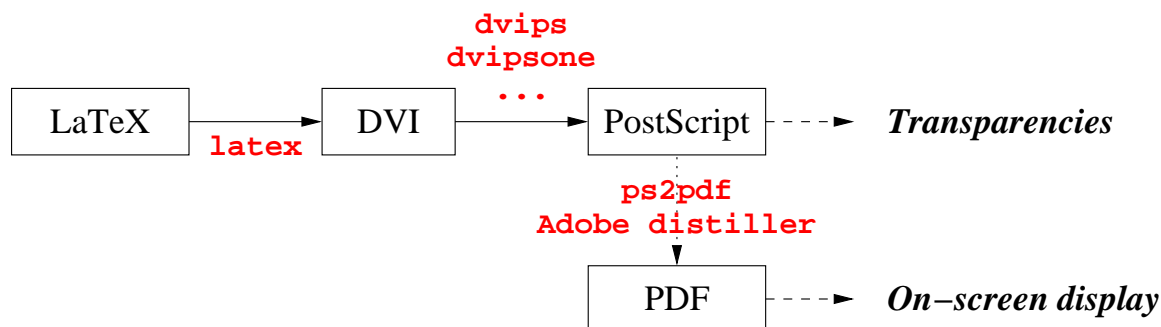 dvips
dvipsone
...
LaTeX
DVI
PostScript
Transparencies
latex
ps2pdf
Adobe distiller
PDF
On−screen display